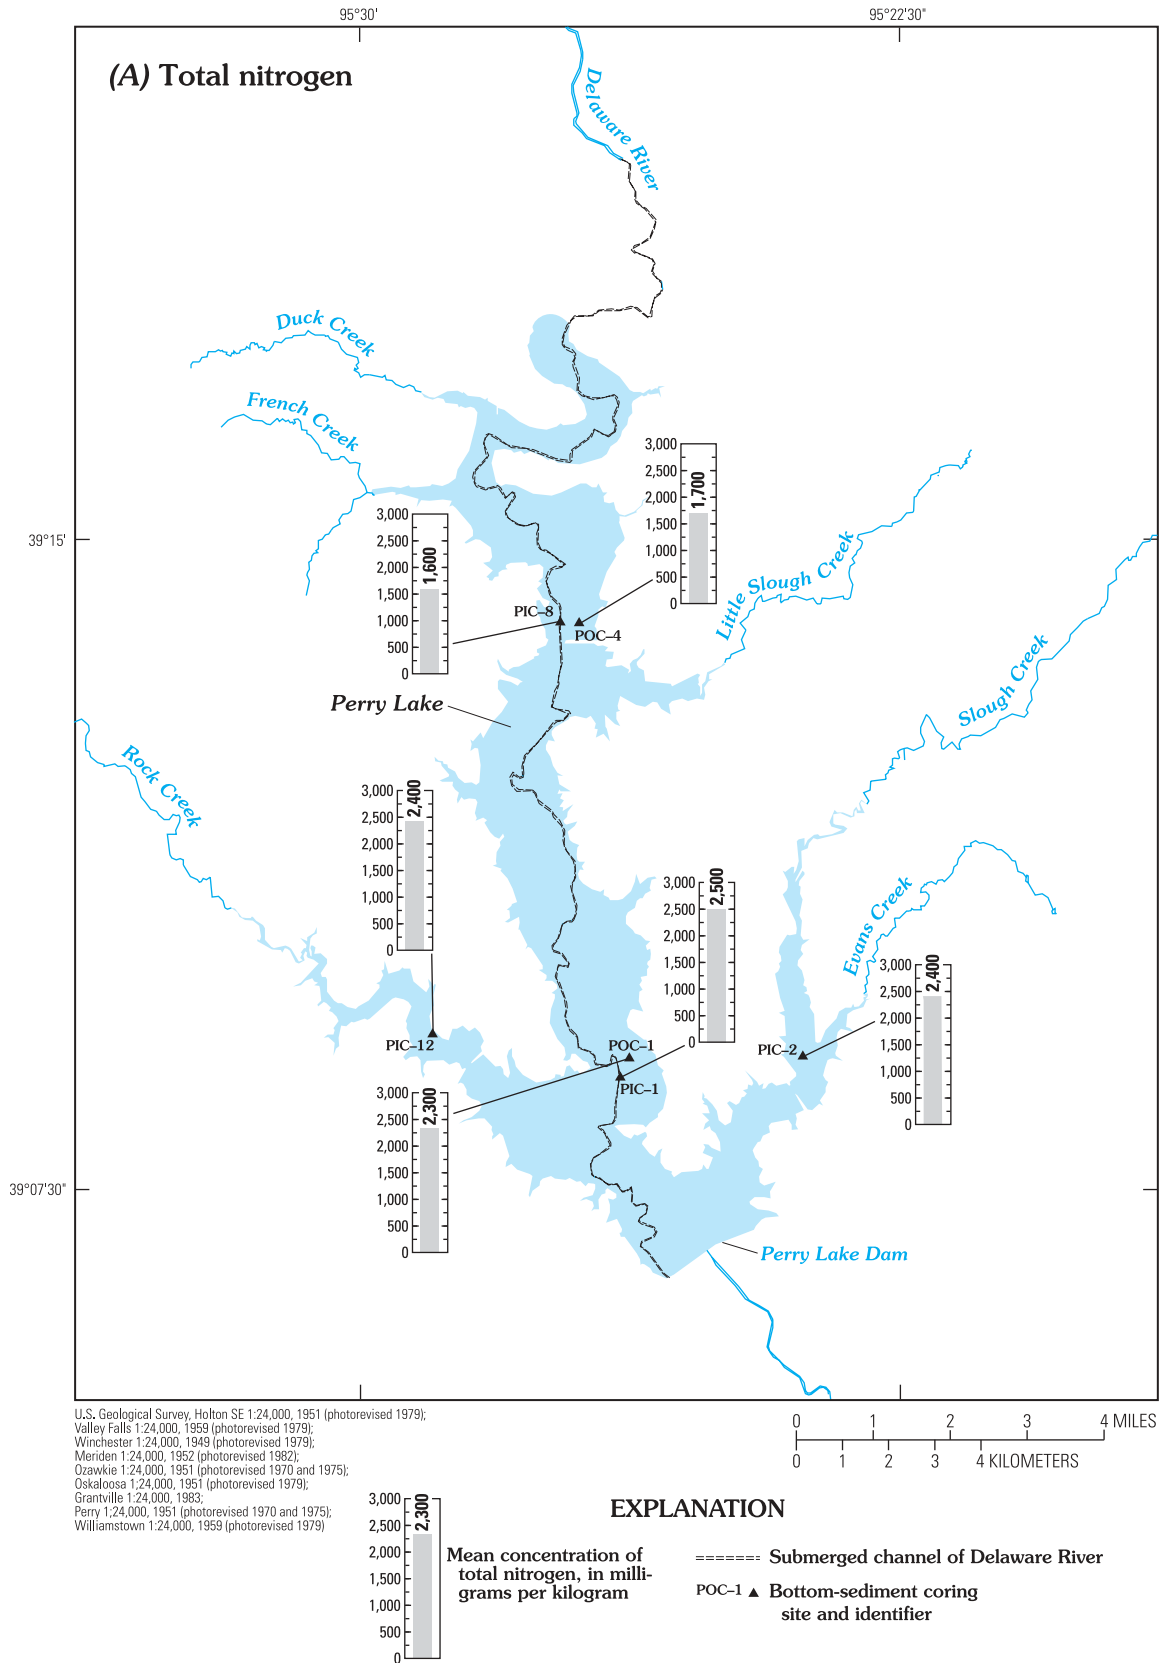 95°30'
95°22'30"
(A) Total nitrogen
Delaware River
Duck Creek
French Creek
3,000
2,500
2,000
1,500
1,000
500
0
1,700
39°15'
3,000
2,500
2,000
1,500
1,000
500
0
1,600
PIC–8
POC–4
Little Slough Creek
Slough Creek
Perry Lake
Rock Creek
3,000
2,500
2,000
1,500
1,000
500
0
2,400
3,000
2,500
2,000
1,500
1,000
500
0
2,500
Evans Creek
3,000
2,500
2,000
1,500
1,000
500
0
2,400
PIC–12
POC–1
PIC–2
PIC–1
3,000
2,500
2,000
1,500
1,000
500
0
2,300
39°07'30"
Perry Lake Dam
U.S. Geological Survey, Holton SE 1:24,000, 1951 (photorevised 1979);
Valley Falls 1:24,000, 1959 (photorevised 1979);
Winchester 1:24,000, 1949 (photorevised 1979);
Meriden 1:24,000, 1952 (photorevised 1982);
Ozawkie 1:24,000, 1951 (photorevised 1970 and 1975);
Oskaloosa 1;24,000, 1951 (photorevised 1979);
Grantville 1:24,000, 1983;
Perry 1;24,000, 1951 (photorevised 1970 and 1975);
Williamstown 1:24,000, 1959 (photorevised 1979)
0 1 2 3 4 MILES
0 1 2 3 4 KILOMETERS
EXPLANATION
3,000
2,500
2,000
1,500
1,000
500
0
2,300
Mean concentration of
total nitrogen, in milli-
grams per kilogram
Submerged channel of Delaware River
POC–1 Bottom-sediment coring
site and identifier